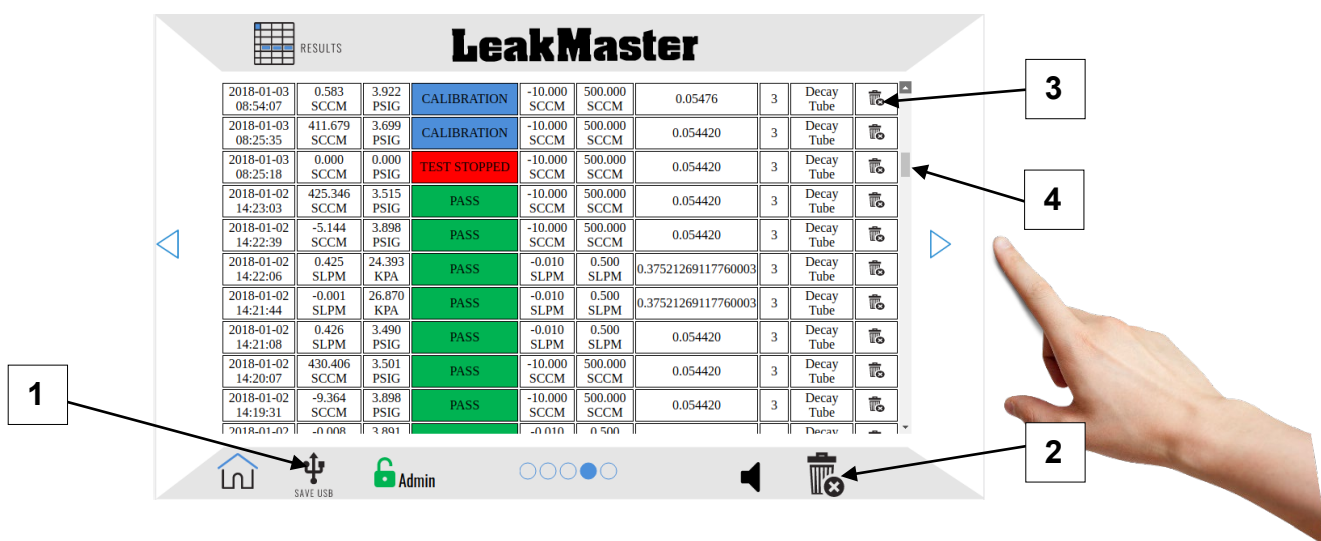 RESULTS
LeakMaster
2018-01-03 08:54:07 0.583 SCCM 3.922 PSIG CALIBRATION -10.000 SCCM 500.000 SCCM 0.05476 3 Decay Tube
2018-01-03 08:25:35 411.679 SCCM 3.699 PSIG CALIBRATION -10.000 SCCM 500.000 SCCM 0.054420 3 Decay Tube
2018-01-03 08:25:18 0.000 SCCM 0.000 PSIG TEST STOPPED -10.000 SCCM 500.000 SCCM 0.054420 3 Decay Tube
2018-01-02 14:23:03 425.346 SCCM 3.515 PSIG PASS -10.000 SCCM 500.000 SCCM 0.054420 3 Decay Tube
2018-01-02 14:22:39 -5.144 SCCM 3.898 PSIG PASS -10.000 SCCM 500.000 SCCM 0.054420 3 Decay Tube
2018-01-02 14:22:06 0.425 SLPM 24.393 KPA PASS -0.010 SLPM 0.500 SLPM 0.37521269117760003 3 Decay Tube
2018-01-02 14:21:44 -0.001 SLPM 26.870 KPA PASS -0.010 SLPM 0.500 SLPM 0.37521269117760003 3 Decay Tube
2018-01-02 14:21:08 0.426 SLPM 3.490 PSIG PASS -0.010 SLPM 0.500 SLPM 0.054420 3 Decay Tube
2018-01-02 14:20:07 430.406 SCCM 3.501 PSIG PASS -10.000 SCCM 500.000 SCCM 0.054420 3 Decay Tube
2018-01-02 14:19:31 -9.364 SCCM 3.898 PSIG PASS -10.000 SCCM 500.000 SCCM 0.054420 3 Decay Tube
2018-01-02 -0.008 3.891 -0.010 0.500 Decay
SAVE USB
Admin
1
2
3
4